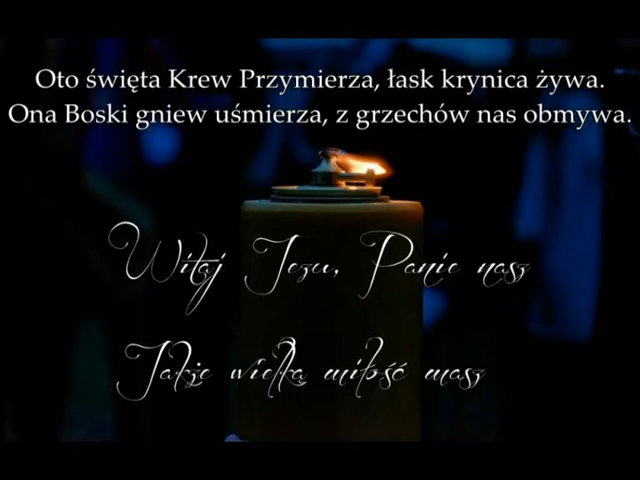 Oto święta Krew Przymierza, łask krynica żywa.
Ona Boski gniew uśmierza, z grzechów nas obmywa.
Witaj Jezu, Panie nasz
Jakże wielką miłość masz